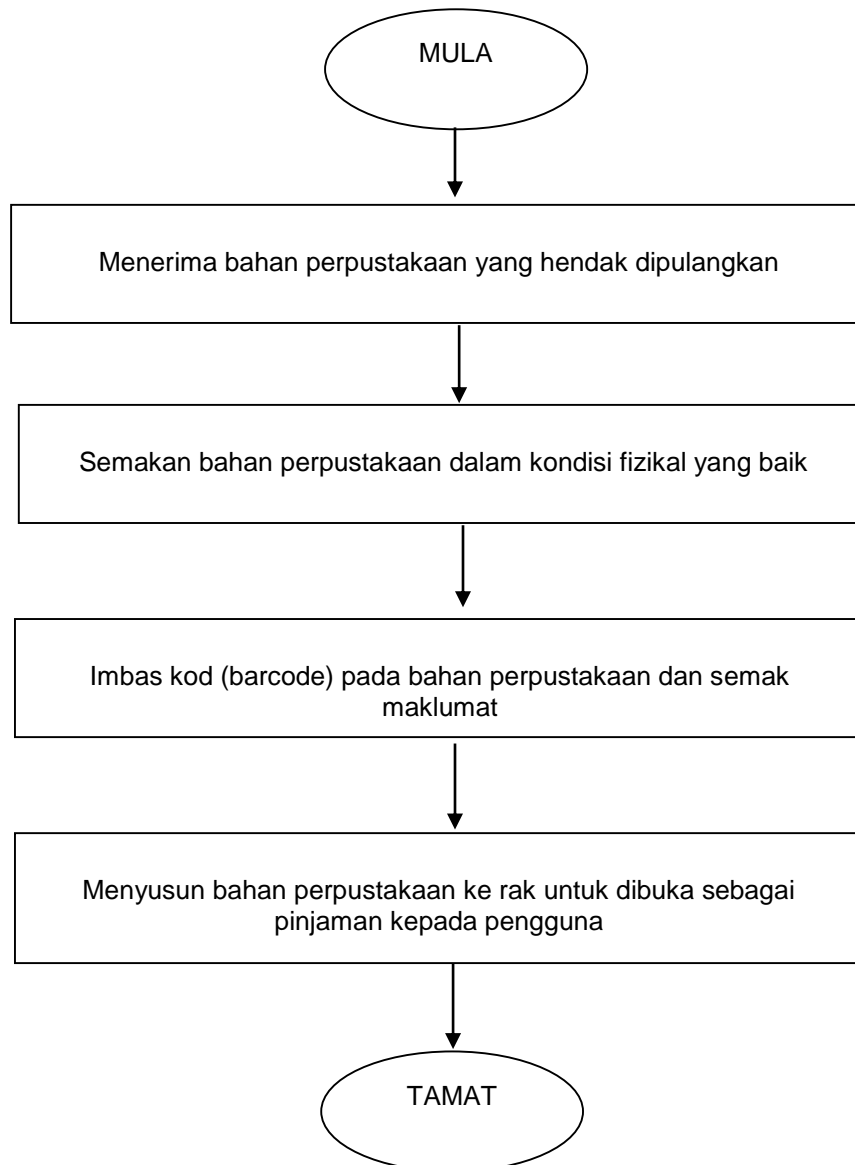 MULA
Menerima bahan perpustakaan yang hendak dipulangkan
Semakan bahan perpustakaan dalam kondisi fizikal yang baik
Imbas kod (barcode) pada bahan perpustakaan dan semak
maklumat
Menyusun bahan perpustakaan ke rak untuk dibuka sebagai
pinjaman kepada pengguna
TAMAT